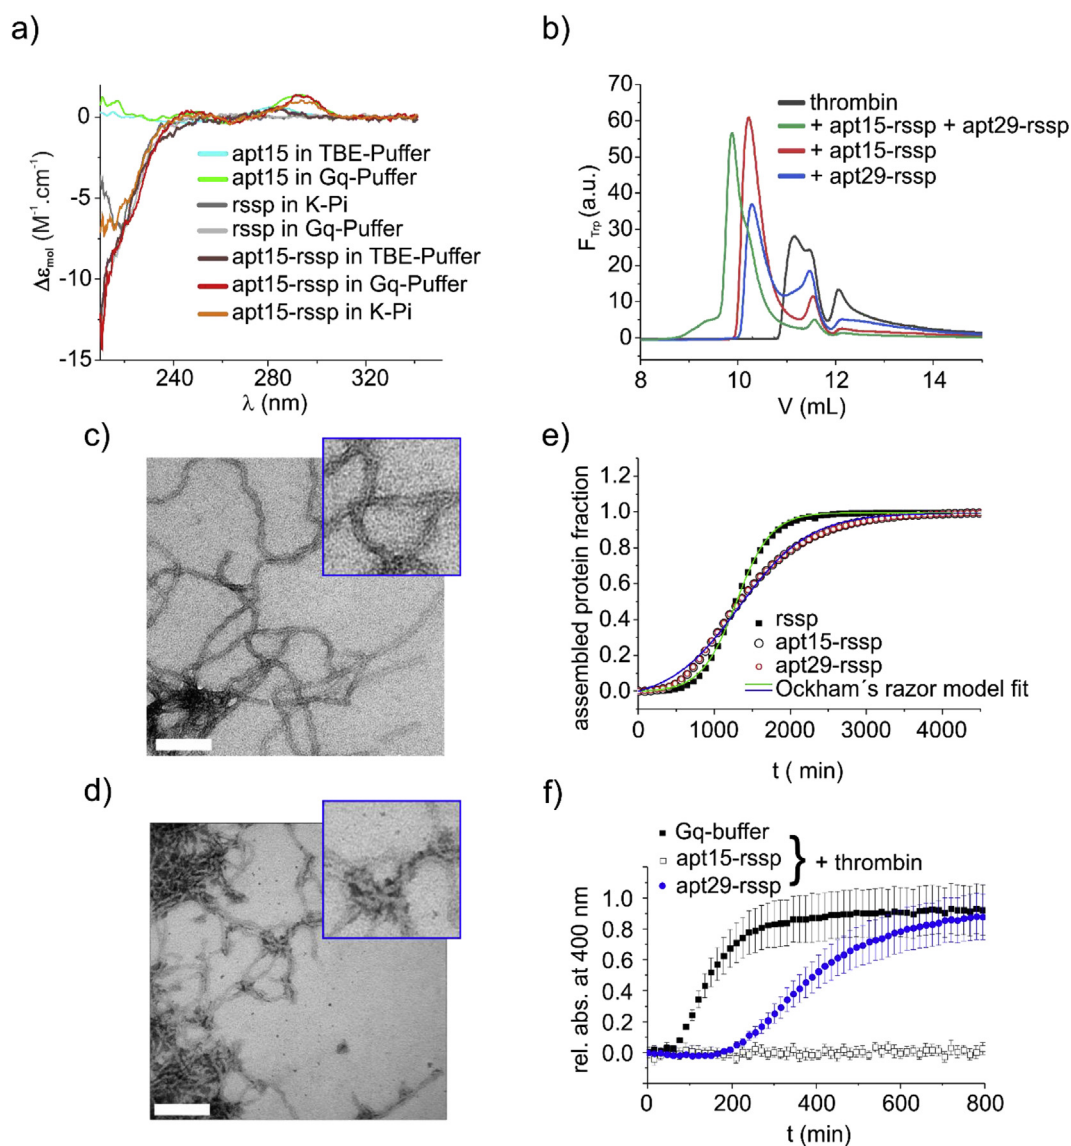 a)
0
-5
-10
-15
Δε_mol (M⁻¹.cm⁻¹)
240
280
320
λ (nm)
apt15 in TBE-Puffer
apt15 in Gq-Puffer
rssp in K-Pi
rssp in Gq-Puffer
apt15-rssp in TBE-Puffer
apt15-rssp in Gq-Puffer
apt15-rssp in K-Pi
b)
70
60
50
40
30
20
10
0
F_Trp (a.u.)
8
10
12
14
V (mL)
thrombin
+ apt15-rssp + apt29-rssp
+ apt15-rssp
+ apt29-rssp
c)
d)
e)
1.2
1.0
0.8
0.6
0.4
0.2
0.0
assembled protein fraction
rssp
apt15-rssp
apt29-rssp
Ockham´s razor model fit
0
1000
2000
3000
4000
t ( min)
f)
Gq-buffer
apt15-rssp
apt29-rssp
} + thrombin
1.0
0.8
0.6
0.4
0.2
0.0
rel. abs. at 400 nm
0
200
400
600
800
t (min)